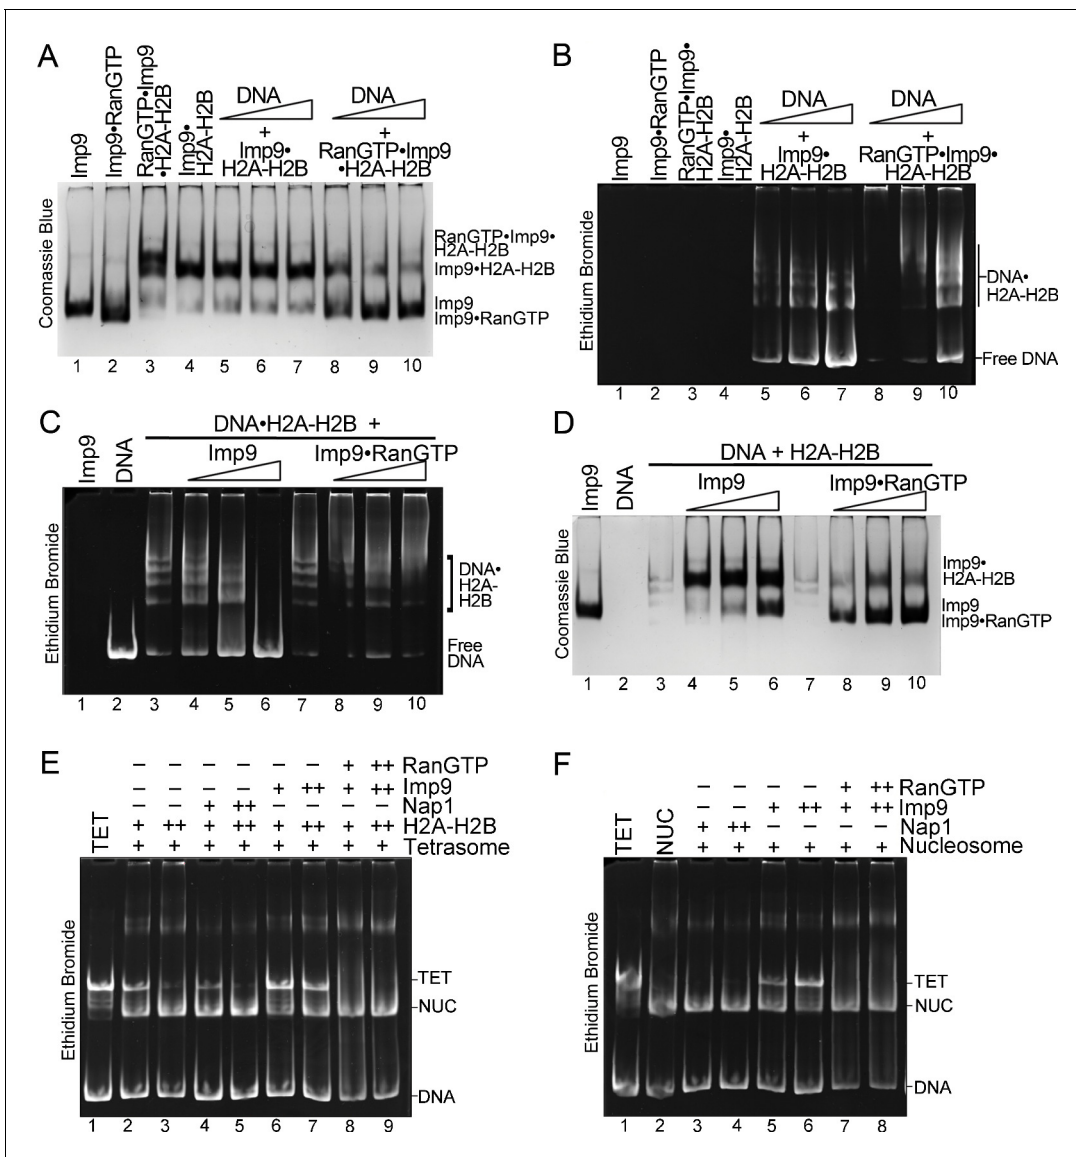 A
Imp9
Imp9•RanGTP
RanGTP•Imp9
•H2A-H2B
Imp9•
H2A-H2B
DNA
+
Imp9•
H2A-H2B
DNA
+
RanGTP•Imp9
•H2A-H2B
Coomassie Blue
RanGTP•Imp9•
H2A-H2B
Imp9•H2A-H2B
Imp9
Imp9•RanGTP
1 2 3 4 5 6 7 8 9 10
B
Imp9
Imp9•RanGTP
RanGTP•Imp9•
H2A-H2B
Imp9•
H2A-H2B
DNA
+
Imp9•
H2A-H2B
DNA
+
RanGTP•Imp9•
H2A-H2B
Ethidium Bromide
DNA•
H2A-H2B
Free DNA
1 2 3 4 5 6 7 8 9 10
C
Imp9
DNA
DNA•H2A-H2B +
Imp9
Imp9•RanGTP
Ethidium Bromide
DNA•
H2A-
H2B
Free
DNA
1 2 3 4 5 6 7 8 9 10
D
Imp9
DNA
DNA + H2A-H2B
Imp9
Imp9•RanGTP
Coomassie Blue
Imp9•
H2A-H2B
Imp9
Imp9•RanGTP
1 2 3 4 5 6 7 8 9 10
E
TET
− − − − − − + ++ RanGTP
− − − − + ++ + ++ Imp9
− − + ++ − − − − Nap1
+ ++ + ++ + ++ + ++ H2A-H2B
+ + + + + + + + Tetrasome
Ethidium Bromide
TET
NUC
DNA
1 2 3 4 5 6 7 8 9
F
TET
NUC
− − − − + ++ RanGTP
− − + ++ + ++ Imp9
+ ++ − − − − Nap1
+ + + + + + Nucleosome
Ethidium Bromide
TET
NUC
DNA
1 2 3 4 5 6 7 8